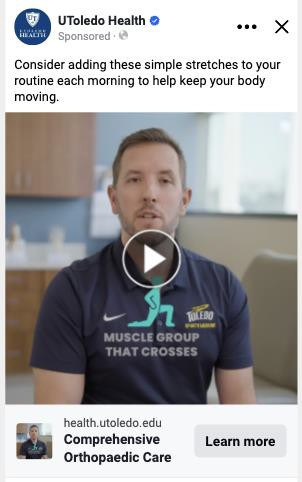 UToledo Health
Sponsored ·
Consider adding these simple stretches to your
routine each morning to help keep your body
moving.
TOLEDO
MUSCLE GROUP
THAT CROSSES
health.utoledo.edu
Comprehensive
Orthopaedic Care
Learn more